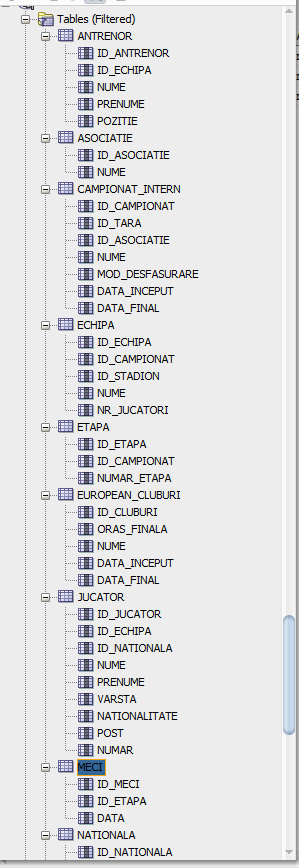 Tables (Filtered)
ANTRENOR
ID_ANTRENOR
ID_ECHIPA
NUME
PRENUME
POZITIE
ASOCIATIE
ID_ASOCIATIE
NUME
CAMPIONAT_INTERN
ID_CAMPIONAT
ID_TARA
ID_ASOCIATIE
NUME
MOD_DESFASURARE
DATA_INCEPUT
DATA_FINAL
ECHIPA
ID_ECHIPA
ID_CAMPIONAT
ID_STADION
NUME
NR_JUCATORI
ETAPA
ID_ETAPA
ID_CAMPIONAT
NUMAR_ETAPA
EUROPEAN_CLUBURI
ID_CLUBURI
ORAS_FINALA
NUME
DATA_INCEPUT
DATA_FINAL
JUCATOR
ID_JUCATOR
ID_ECHIPA
ID_NATIONALA
NUME
PRENUME
VARSTA
NATIONALITATE
POST
NUMAR
MECI
ID_MECI
ID_ETAPA
DATA
NATIONALA
ID_NATIONALA